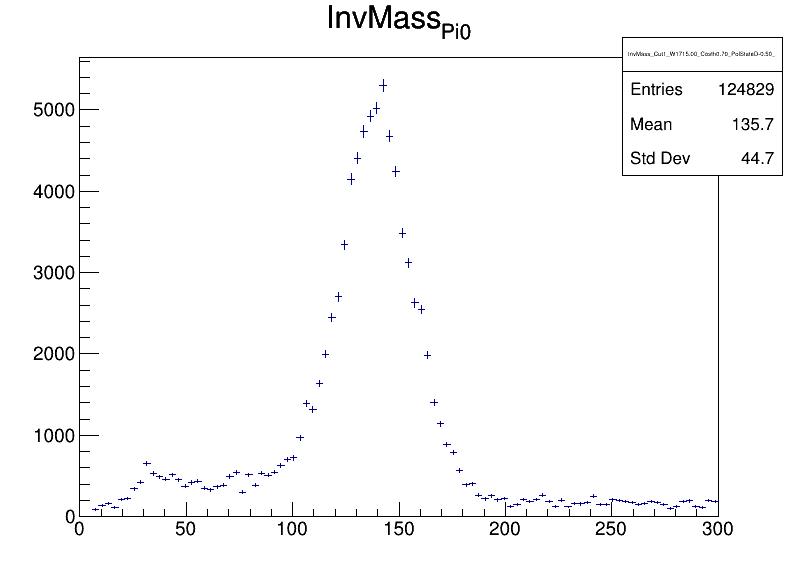 InvMass_Pi0
InvMass_Cut1_W1715.00_Costh0.70_PolStateD-0.50_
Entries 124829
Mean 135.7
Std Dev 44.7
5000
4000
3000
2000
1000
0
0 50 100 150 200 250 300